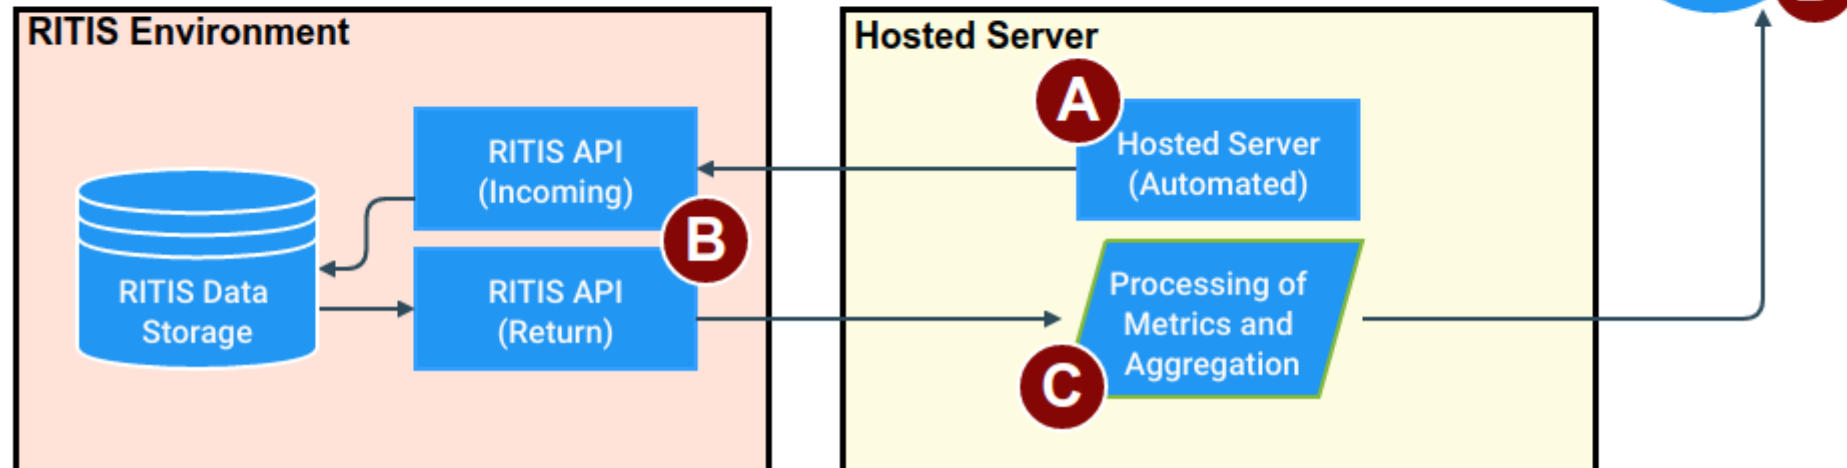 RITIS Environment
RITIS API
(Incoming)
B
RITIS Data
Storage
RITIS API
(Return)
Hosted Server
A
Hosted Server
(Automated)
Processing of
Metrics and
Aggregation
C